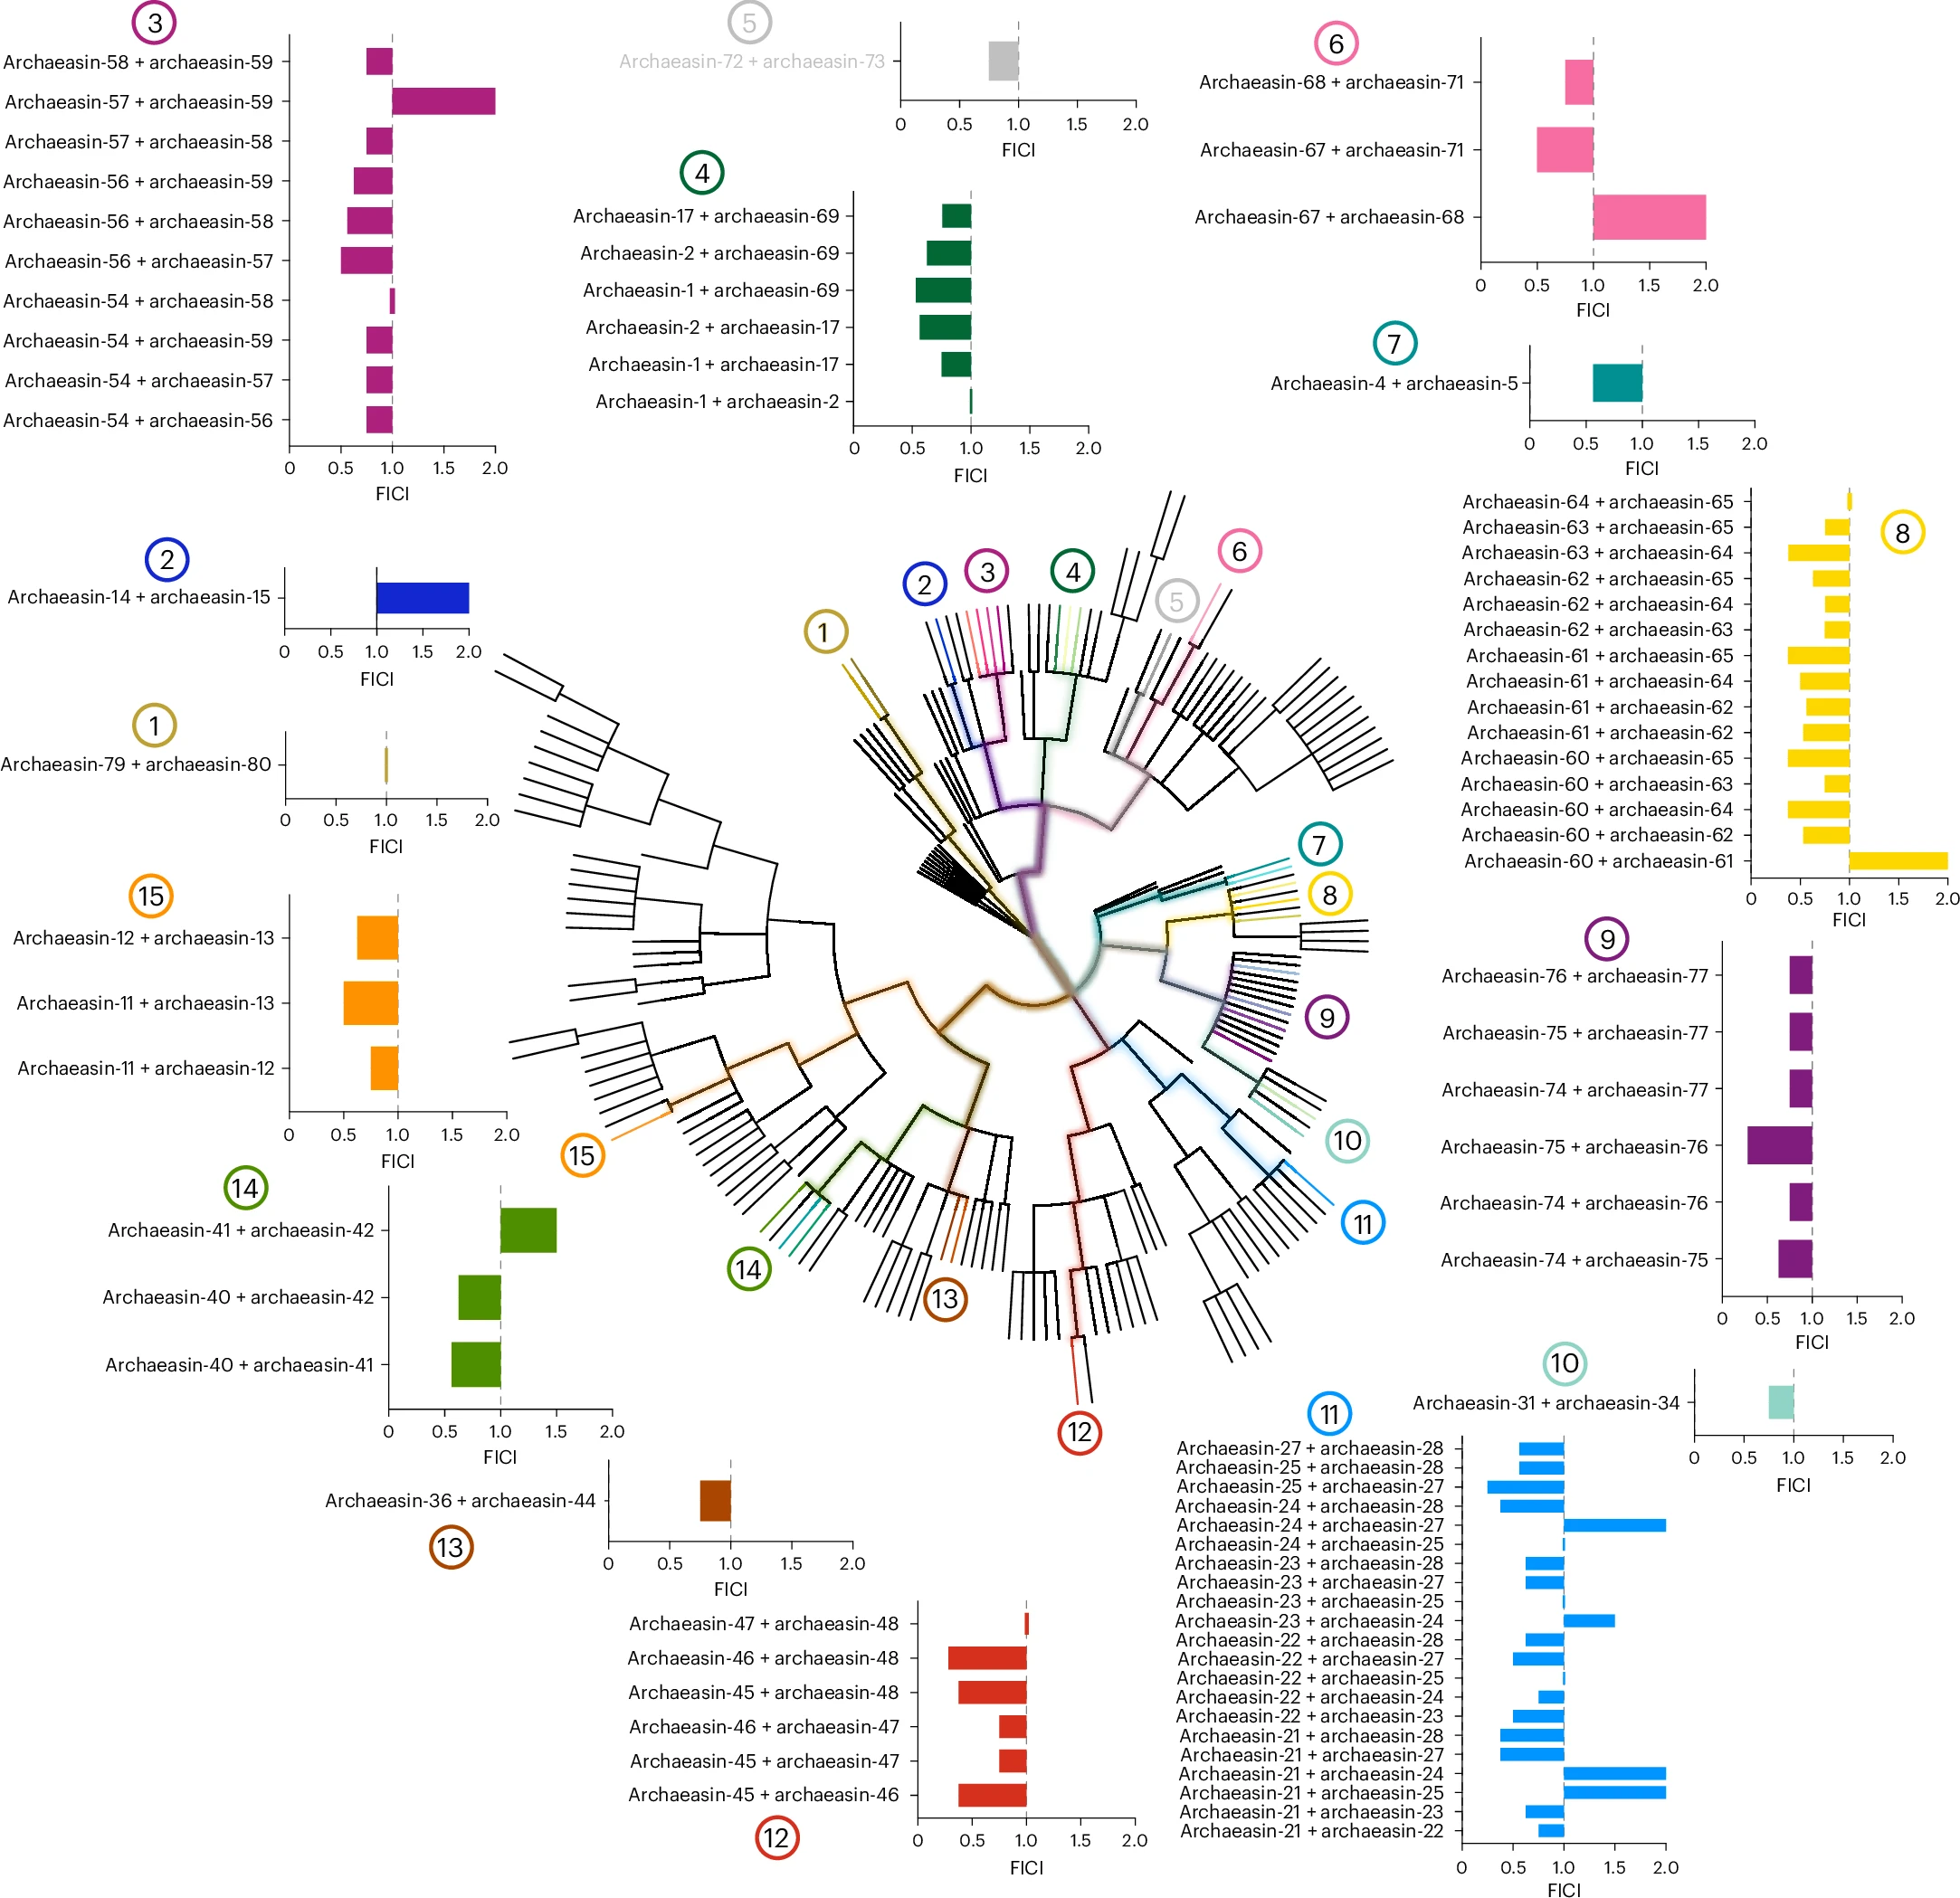 3
Archaeasin-58 + archaeasin-59
Archaeasin-57 + archaeasin-59
Archaeasin-57 + archaeasin-58
Archaeasin-56 + archaeasin-59
Archaeasin-56 + archaeasin-58
Archaeasin-56 + archaeasin-57
Archaeasin-54 + archaeasin-58
Archaeasin-54 + archaeasin-59
Archaeasin-54 + archaeasin-57
Archaeasin-54 + archaeasin-56
0 0.5 1.0 1.5 2.0
FICI
5
Archaeasin-72 + archaeasin-73
0 0.5 1.0 1.5 2.0
FICI
4
Archaeasin-17 + archaeasin-69
Archaeasin-2 + archaeasin-69
Archaeasin-1 + archaeasin-69
Archaeasin-2 + archaeasin-17
Archaeasin-1 + archaeasin-17
Archaeasin-1 + archaeasin-2
0 0.5 1.0 1.5 2.0
FICI
6
Archaeasin-68 + archaeasin-71
Archaeasin-67 + archaeasin-71
Archaeasin-67 + archaeasin-68
0 0.5 1.0 1.5 2.0
FICI
7
Archaeasin-4 + archaeasin-5
0 0.5 1.0 1.5 2.0
FICI
2
Archaeasin-14 + archaeasin-15
0 0.5 1.0 1.5 2.0
FICI
1
Archaeasin-79 + archaeasin-80
0 0.5 1.0 1.5 2.0
FICI
8
Archaeasin-64 + archaeasin-65
Archaeasin-63 + archaeasin-65
Archaeasin-63 + archaeasin-64
Archaeasin-62 + archaeasin-65
Archaeasin-62 + archaeasin-64
Archaeasin-62 + archaeasin-63
Archaeasin-61 + archaeasin-65
Archaeasin-61 + archaeasin-64
Archaeasin-61 + archaeasin-62
Archaeasin-61 + archaeasin-62
Archaeasin-60 + archaeasin-65
Archaeasin-60 + archaeasin-63
Archaeasin-60 + archaeasin-64
Archaeasin-60 + archaeasin-62
Archaeasin-60 + archaeasin-61
0 0.5 1.0 1.5 2.0
FICI
1
2
3
4
5
6
7
8
9
10
11
12
13
14
15
15
Archaeasin-12 + archaeasin-13
Archaeasin-11 + archaeasin-13
Archaeasin-11 + archaeasin-12
0 0.5 1.0 1.5 2.0
FICI
9
Archaeasin-76 + archaeasin-77
Archaeasin-75 + archaeasin-77
Archaeasin-74 + archaeasin-77
Archaeasin-75 + archaeasin-76
Archaeasin-74 + archaeasin-76
Archaeasin-74 + archaeasin-75
0 0.5 1.0 1.5 2.0
FICI
14
Archaeasin-41 + archaeasin-42
Archaeasin-40 + archaeasin-42
Archaeasin-40 + archaeasin-41
0 0.5 1.0 1.5 2.0
FICI
10
Archaeasin-31 + archaeasin-34
0 0.5 1.0 1.5 2.0
FICI
Archaeasin-36 + archaeasin-44
13
0 0.5 1.0 1.5 2.0
FICI
11
Archaeasin-27 + archaeasin-28
Archaeasin-25 + archaeasin-28
Archaeasin-25 + archaeasin-27
Archaeasin-24 + archaeasin-28
Archaeasin-24 + archaeasin-27
Archaeasin-24 + archaeasin-25
Archaeasin-23 + archaeasin-28
Archaeasin-23 + archaeasin-27
Archaeasin-23 + archaeasin-25
Archaeasin-23 + archaeasin-24
Archaeasin-22 + archaeasin-28
Archaeasin-22 + archaeasin-27
Archaeasin-22 + archaeasin-25
Archaeasin-22 + archaeasin-24
Archaeasin-22 + archaeasin-23
Archaeasin-21 + archaeasin-28
Archaeasin-21 + archaeasin-27
Archaeasin-21 + archaeasin-24
Archaeasin-21 + archaeasin-25
Archaeasin-21 + archaeasin-23
Archaeasin-21 + archaeasin-22
0 0.5 1.0 1.5 2.0
FICI
Archaeasin-47 + archaeasin-48
Archaeasin-46 + archaeasin-48
Archaeasin-45 + archaeasin-48
Archaeasin-46 + archaeasin-47
Archaeasin-45 + archaeasin-47
Archaeasin-45 + archaeasin-46
12
0 0.5 1.0 1.5 2.0
FICI